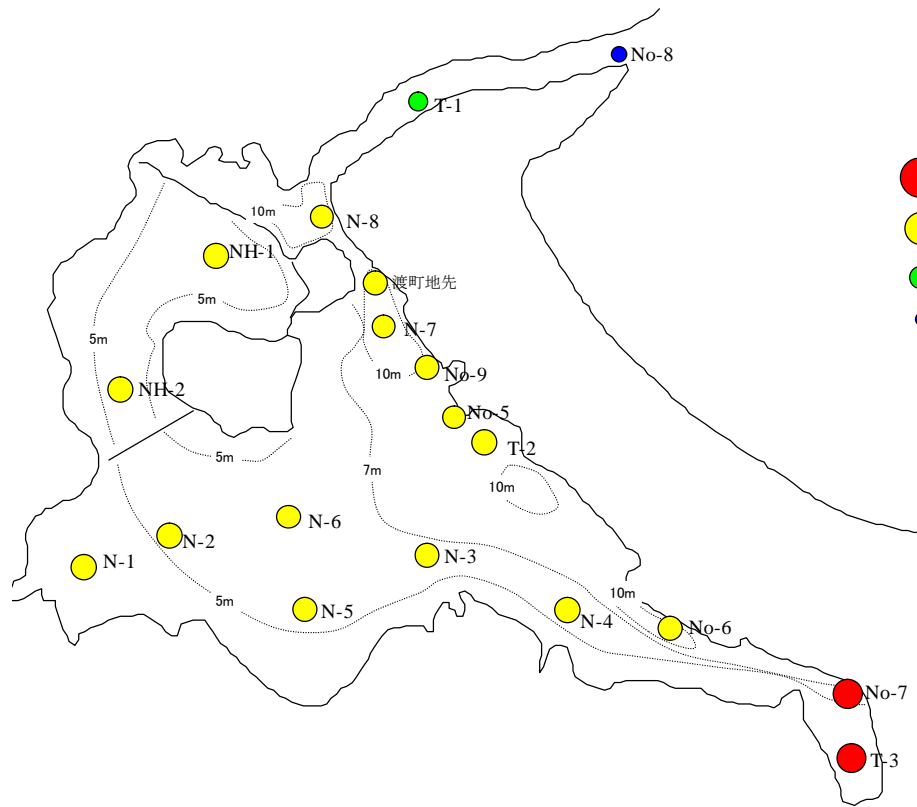 No-8
T-1
10m
N-8
NH-1
渡町地先
5m
N-7
5m
10m
No-9
NH-2
No-5
T-2
5m
7m
10m
N-6
N-2
N-3
N-1
10m
5m
N-5
N-4
No-6
No-7
T-3